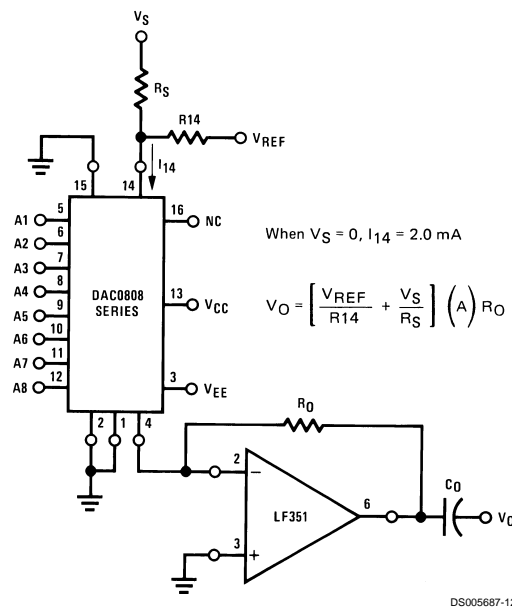 VS
RS
R14
VREF
I14
15
14
A1 5
16 NC
A2 6
A3 7
When VS = 0, I14 = 2.0 mA
A4 8
DAC0808
SERIES
13 VCC
A5 9
VO = [ VREF/R14 + VS/RS ] (A) RO
A6 10
A7 11
A8 12
3 VEE
2 1 4
RO
2 −
LF351
6
CO
VO
3 +
DS005687-12